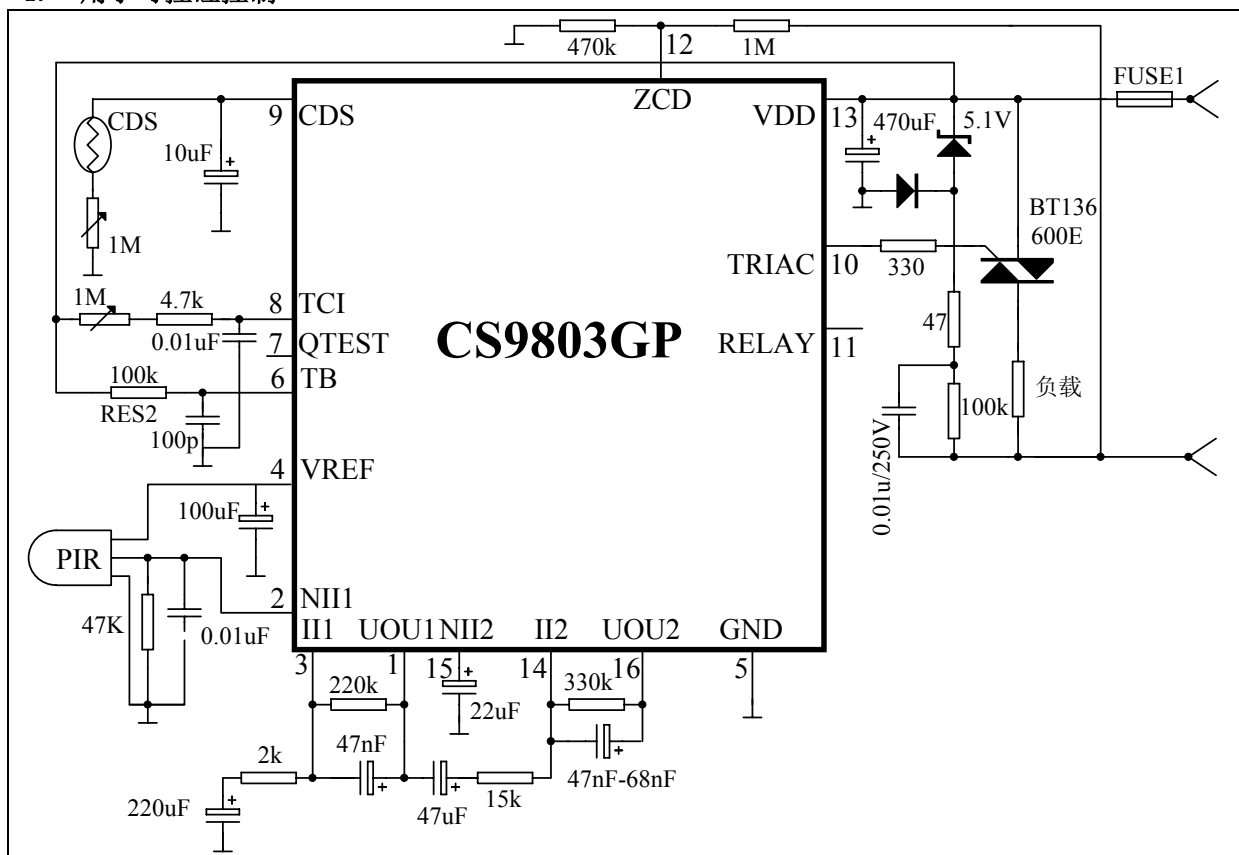 470k
12
1M
FUSE1
ZCD
9
CDS
VDD
13
470uF
5.1V
CDS
10uF
1M
BT136
600E
TRIAC
10
330
1M
4.7k
8
TCI
0.01uF
7
QTEST
CS9803GP
RELAY
11
47
100k
6
TB
RES2
100p
100k
负载
0.01u/250V
4
VREF
100uF
PIR
2
NII1
47K
0.01uF
II1
UOU1
NII2
II2
UOU2
GND
3
1
15
14
16
5
220k
22uF
330k
2k
47nF
47nF-68nF
220uF
47uF
15k